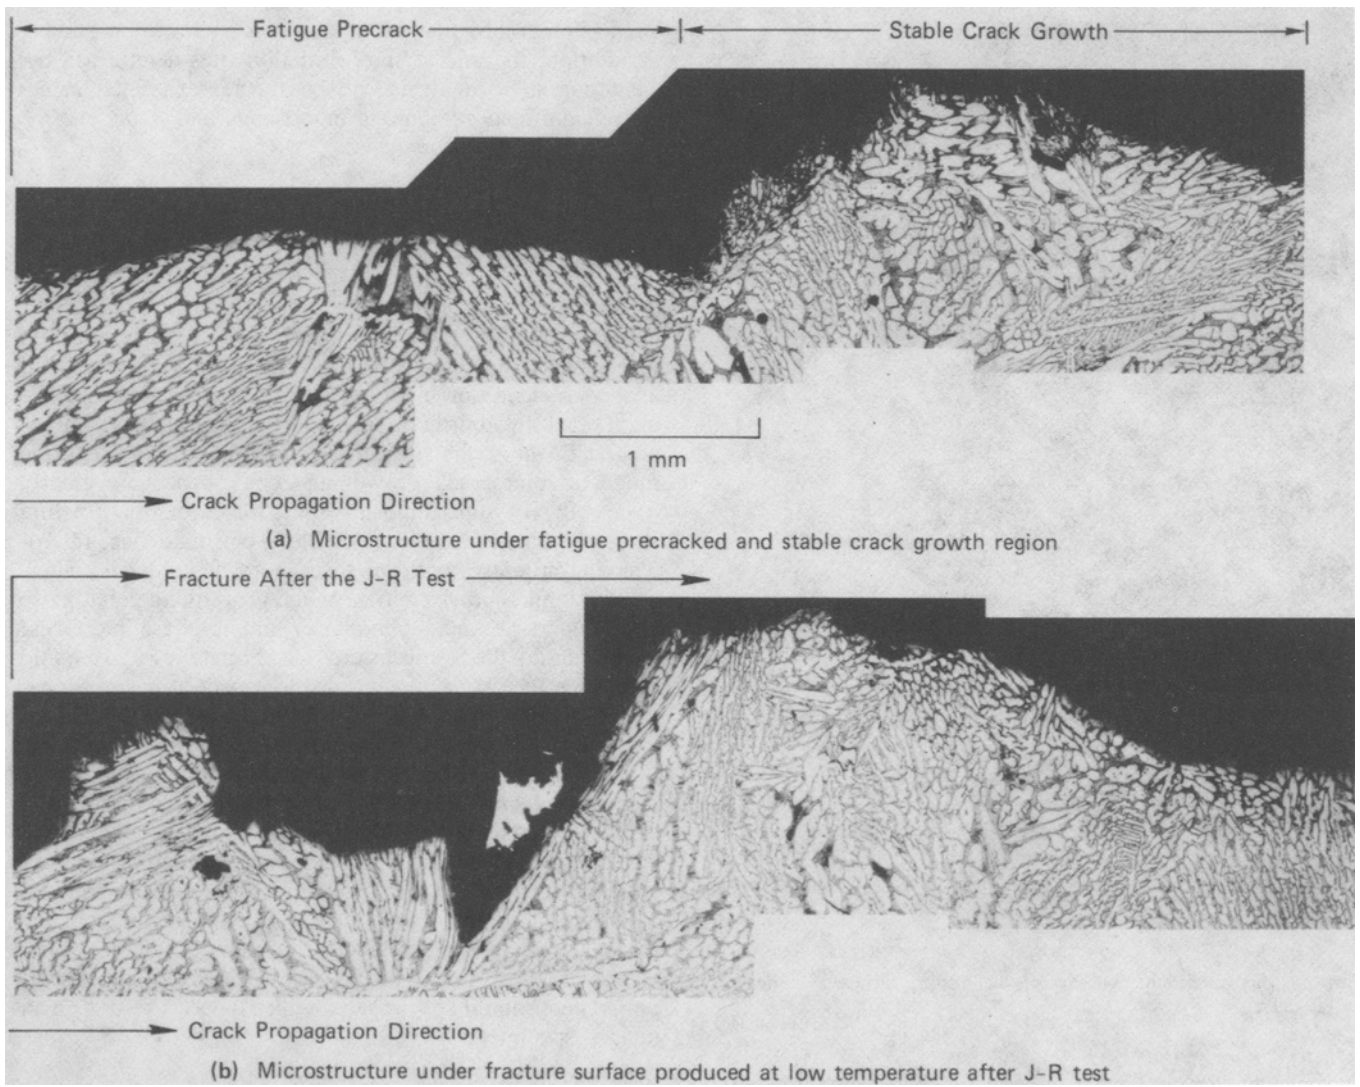 Fatigue Precrack
Stable Crack Growth
1 mm
Crack Propagation Direction
(a) Microstructure under fatigue precracked and stable crack growth region
Fracture After the J-R Test
Crack Propagation Direction
(b) Microstructure under fracture surface produced at low temperature after J-R test